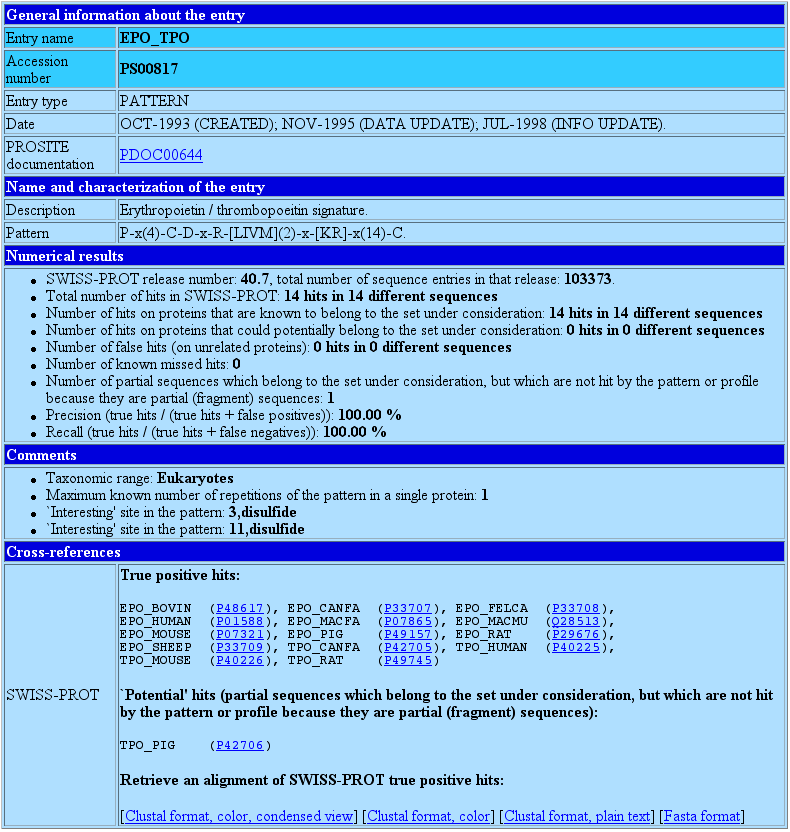 General information about the entry
Entry name EPO_TPO
Accession
number PS00817
Entry type PATTERN
Date OCT-1993 (CREATED); NOV-1995 (DATA UPDATE); JUL-1998 (INFO UPDATE).
PROSITE
documentation PDOC00644
Name and characterization of the entry
Description Erythropoietin / thrombopoeitin signature.
Pattern P-x(4)-C-D-x-R-[LIVM](2)-x-[KR]-x(14)-C.
Numerical results
SWISS-PROT release number: 40.7, total number of sequence entries in that release: 103373.
Total number of hits in SWISS-PROT: 14 hits in 14 different sequences
Number of hits on proteins that are known to belong to the set under consideration: 14 hits in 14 different sequences
Number of hits on proteins that could potentially belong to the set under consideration: 0 hits in 0 different sequences
Number of false hits (on unrelated proteins): 0 hits in 0 different sequences
Number of known missed hits: 0
Number of partial sequences which belong to the set under consideration, but which are not hit by the pattern or profile
because they are partial (fragment) sequences: 1
Precision (true hits / (true hits + false positives)): 100.00 %
Recall (true hits / (true hits + false negatives)): 100.00 %
Comments
Taxonomic range: Eukaryotes
Maximum known number of repetitions of the pattern in a single protein: 1
`Interesting' site in the pattern: 3,disulfide
`Interesting' site in the pattern: 11,disulfide
Cross-references
SWISS-PROT
True positive hits:
EPO_BOVIN (P48617), EPO_CANFA (P33707), EPO_FELCA (P33708),
EPO_HUMAN (P01588), EPO_MACFA (P07865), EPO_MACMU (Q28513),
EPO_MOUSE (P07321), EPO_PIG (P49157), EPO_RAT (P29676),
EPO_SHEEP (P33709), TPO_CANFA (P42705), TPO_HUMAN (P40225),
TPO_MOUSE (P40226), TPO_RAT (P49745)
`Potential' hits (partial sequences which belong to the set under consideration, but which are not hit
by the pattern or profile because they are partial (fragment) sequences):
TPO_PIG (P42706)
Retrieve an alignment of SWISS-PROT true positive hits:
[Clustal format, color, condensed view] [Clustal format, color] [Clustal format, plain text] [Fasta format]